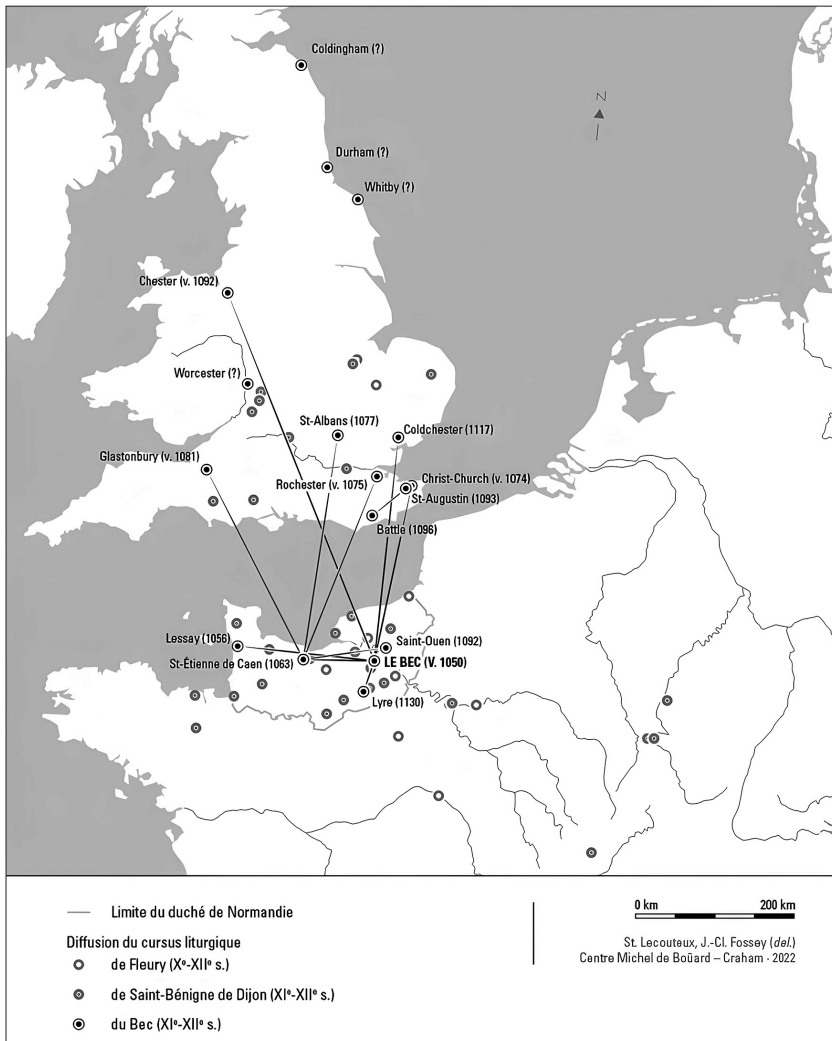 Coldingham (?)
N
Durham (?)
Whitby (?)
Chester (v. 1092)
Worcester (?)
St-Albans (1077)
Coldchester (1117)
Glastonbury (v. 1081)
Rochester (v. 1075)
Christ-Church (v. 1074)
St-Augustin (1093)
Battle (1096)
Lessay (1056)
Saint-Ouen (1092)
St-Étienne de Caen (1063)
LE BEC (V. 1050)
Lyre (1130)
Limite du duché de Normandie
Diffusion du cursus liturgique
de Fleury (Xᵉ-XIIᵉ s.)
de Saint-Bénigne de Dijon (XIᵉ-XIIᵉ s.)
du Bec (XIᵉ-XIIᵉ s.)
0 km 200 km
St. Lecouteux, J.-Cl. Fossey (del.)
Centre Michel de Boüard – Craham · 2022